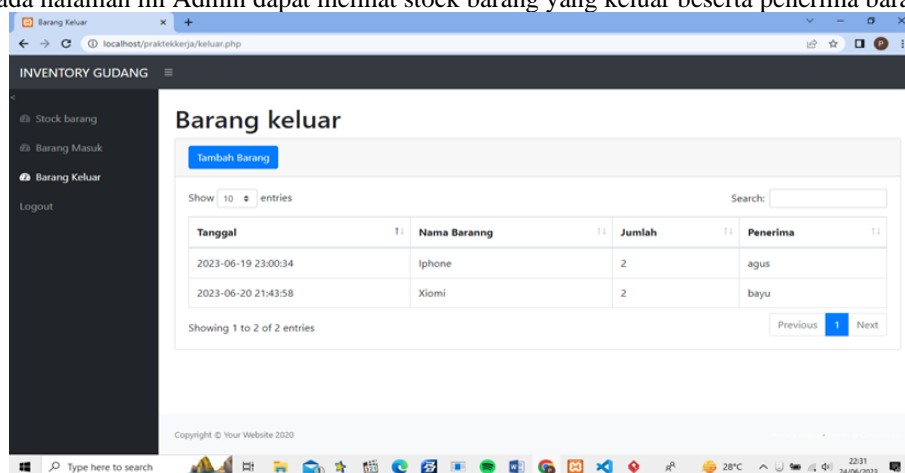 ada halaman ini Admin dapat melihat stock barang yang keluar beserta penerima bara
Barang Keluar
localhost/praktekkerja/keluar.php
INVENTORY GUDANG
Stock barang
Barang Masuk
Barang Keluar
Logout
Barang keluar
Tambah Barang
Show 10 entries Search:
Tanggal Nama Baranng Jumlah Penerima
2023-06-19 23:00:34 Iphone 2 agus
2023-06-20 21:43:58 Xiomi 2 bayu
Showing 1 to 2 of 2 entries Previous 1 Next
Copyright © Your Website 2020
Type here to search 28°C 22:31
24/06/2023